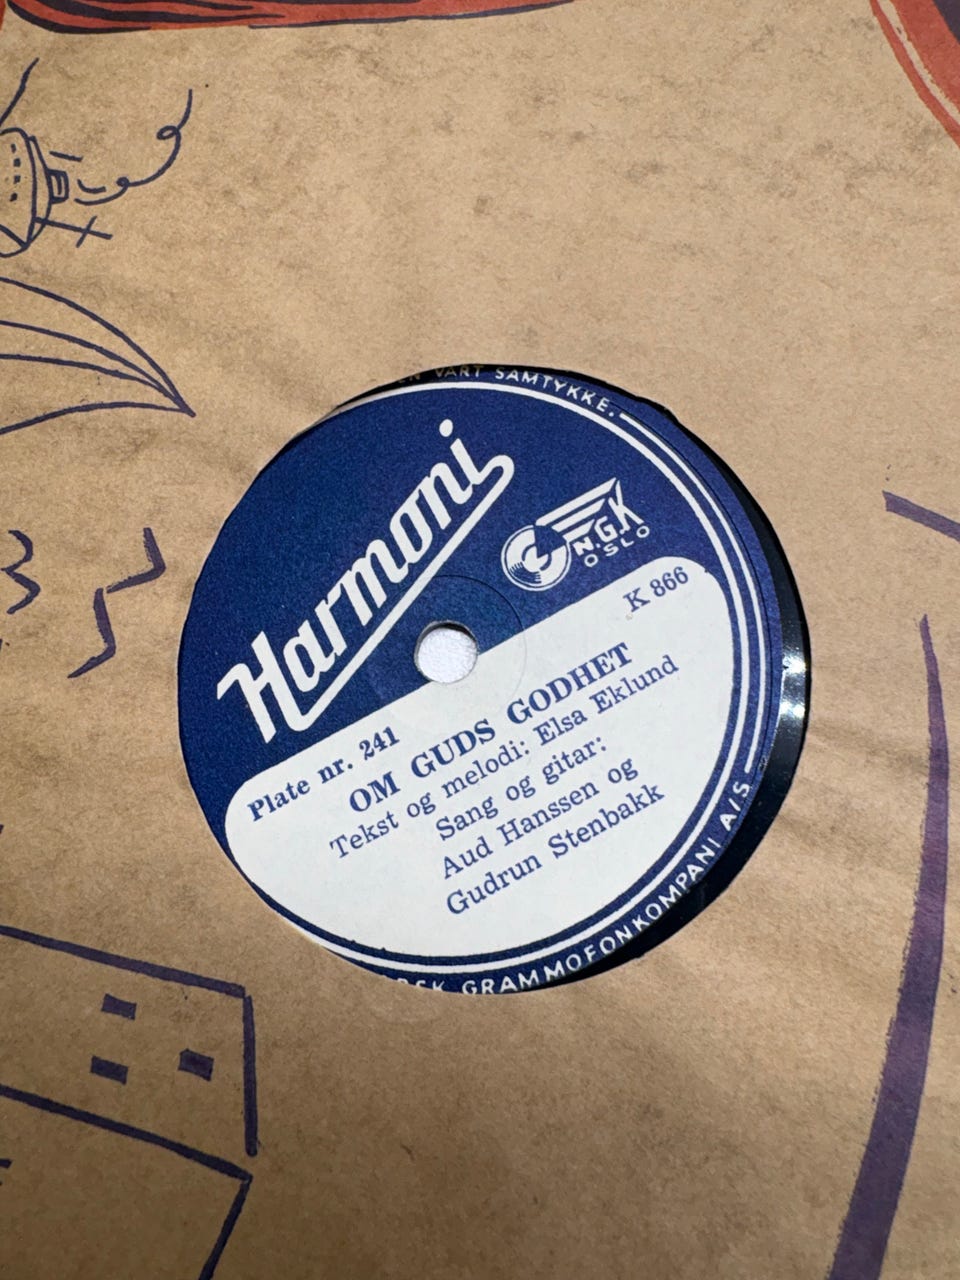 VÅRT SAMTYKKE.
Harmoni
N.G.K
OSLO
K 866
Plate nr. 241
OM GUDS GODHET
Tekst og melodi: Elsa Eklund
Sang og gitar:
Aud Hanssen og
Gudrun Stenbakk
GRAMMOFONKOMPANI A/S